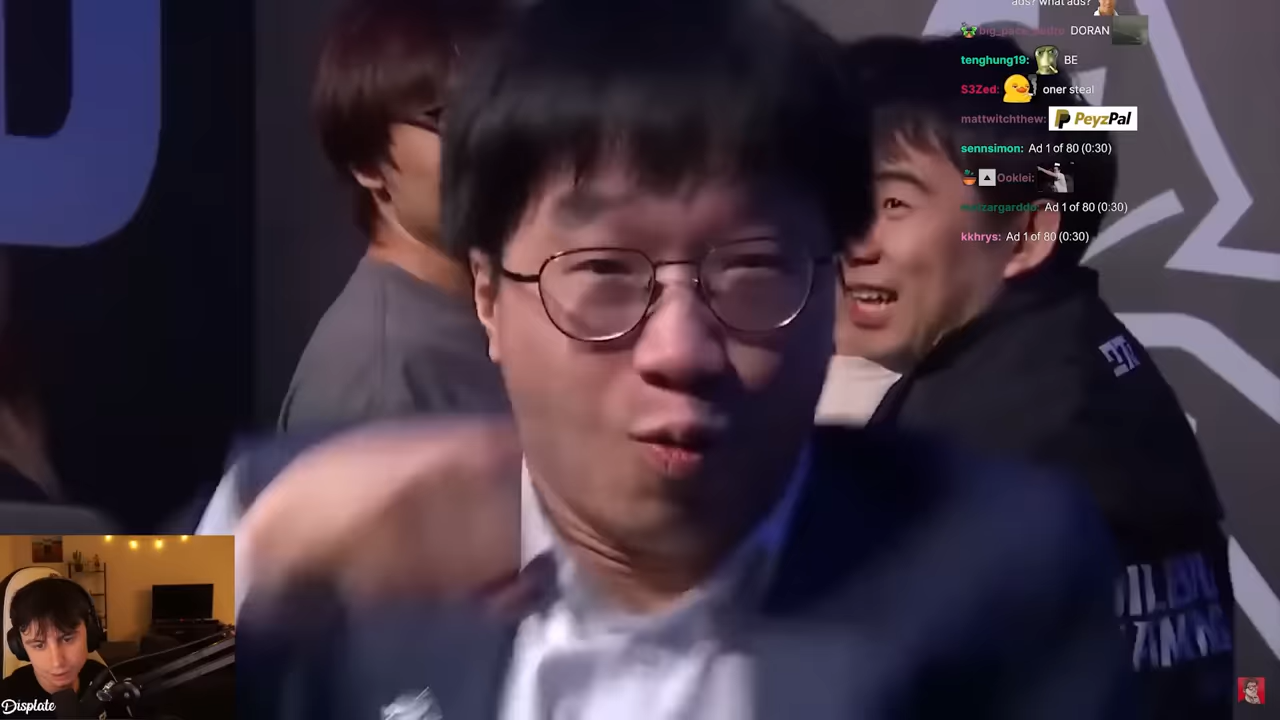 ads? what ads?
DORAN
tenghung19: BE
S3Zed: oner steal
mattwitchthew: PeyzPal
sennsimon: Ad 1 of 80 (0:30)
Ooklei:
Ad 1 of 80 (0:30)
kkhrys: Ad 1 of 80 (0:30)
Displate